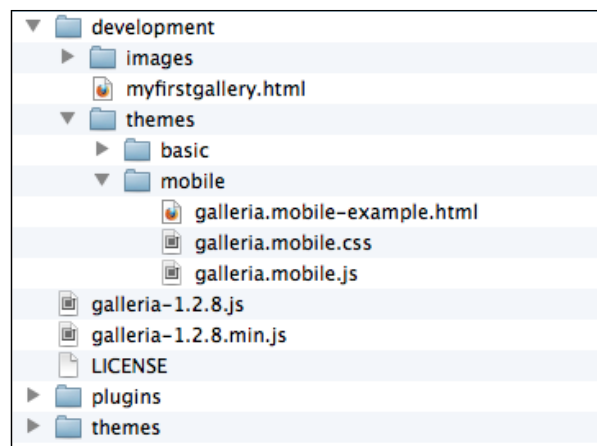 development
images
myfirstgallery.html
themes
basic
mobile
galleria.mobile-example.html
galleria.mobile.css
galleria.mobile.js
galleria-1.2.8.js
galleria-1.2.8.min.js
LICENSE
plugins
themes